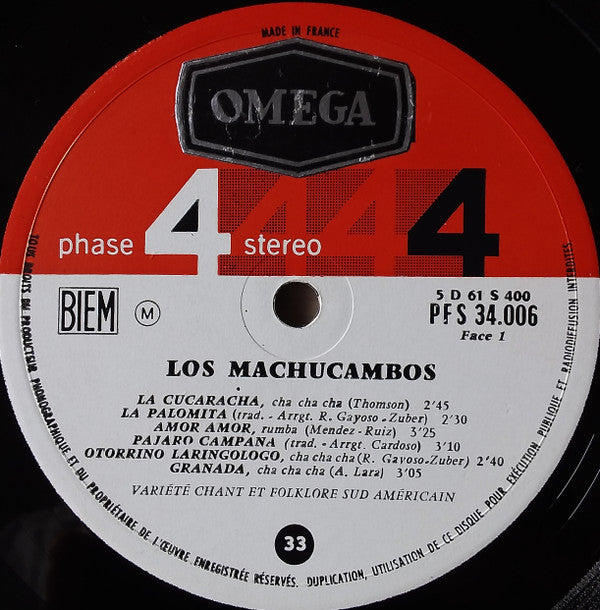 MADE IN FRANCE
OMEGA
phase 4 stereo 4
BIEM
M
5 D 61 S 400
PFS 34.006
Face 1
LOS MACHUCAMBOS
LA CUCARACHA, cha cha cha (Thomson) 2'45
LA PALOMITA (trad. - Arrgt. R. Gayoso - Zuber) 2'30
AMOR AMOR, rumba (Mendez - Ruiz) 3'25
PAJARO CAMPANA (trad. - Arrgt. Cardoso) 3'10
OTORRINO LARINGOLOGO, cha cha cha (R. Gayoso-Zuber) 2'40
GRANADA, cha cha cha (A. Lara) 3'05
VARIÉTÉ CHANT ET FOLKLORE SUD AMÉRICAIN
33
TOUS DROITS DU PRODUCTEUR PHONOGRAPHIQUE ET DU PROPRIÉTAIRE DE L'ŒUVRE ENREGISTRÉE RÉSERVÉS. DUPLICATION, UTILISATION DE CE DISQUE POUR EXÉCUTION PUBLIQUE ET RADIODIFFUSION INTERDITES